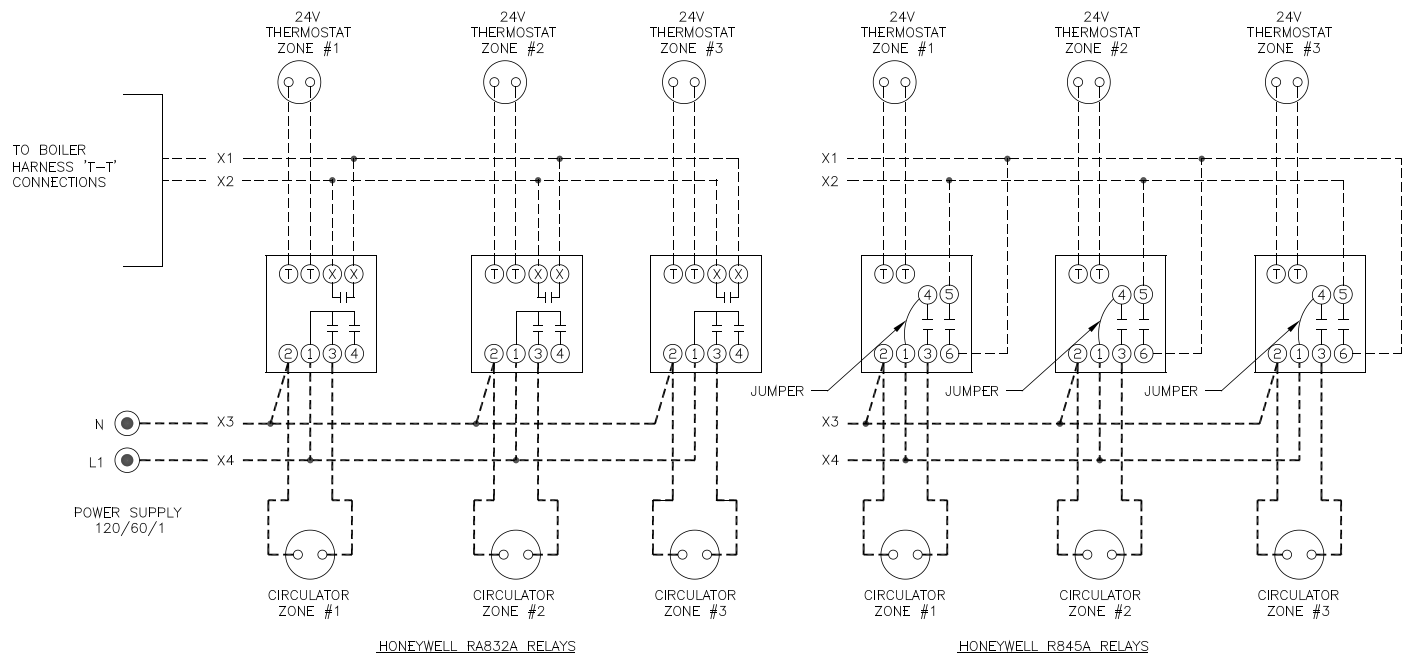 24V
THERMOSTAT
ZONE #1
24V
THERMOSTAT
ZONE #2
24V
THERMOSTAT
ZONE #3
24V
THERMOSTAT
ZONE #1
24V
THERMOSTAT
ZONE #2
24V
THERMOSTAT
ZONE #3
TO BOILER
HARNESS 'T-T'
CONNECTIONS
X1
X2
X1
X2
T T X X
T T X X
T T X X
T T
T T
T T
4 5
4 5
4 5
2 1 3 4
2 1 3 4
2 1 3 4
2 1 3 6
2 1 3 6
2 1 3 6
JUMPER
JUMPER
JUMPER
N
X3
X3
L1
X4
X4
POWER SUPPLY
120/60/1
CIRCULATOR
ZONE #1
CIRCULATOR
ZONE #2
CIRCULATOR
ZONE #3
CIRCULATOR
ZONE #1
CIRCULATOR
ZONE #2
CIRCULATOR
ZONE #3
HONEYWELL RA832A RELAYS
HONEYWELL R845A RELAYS